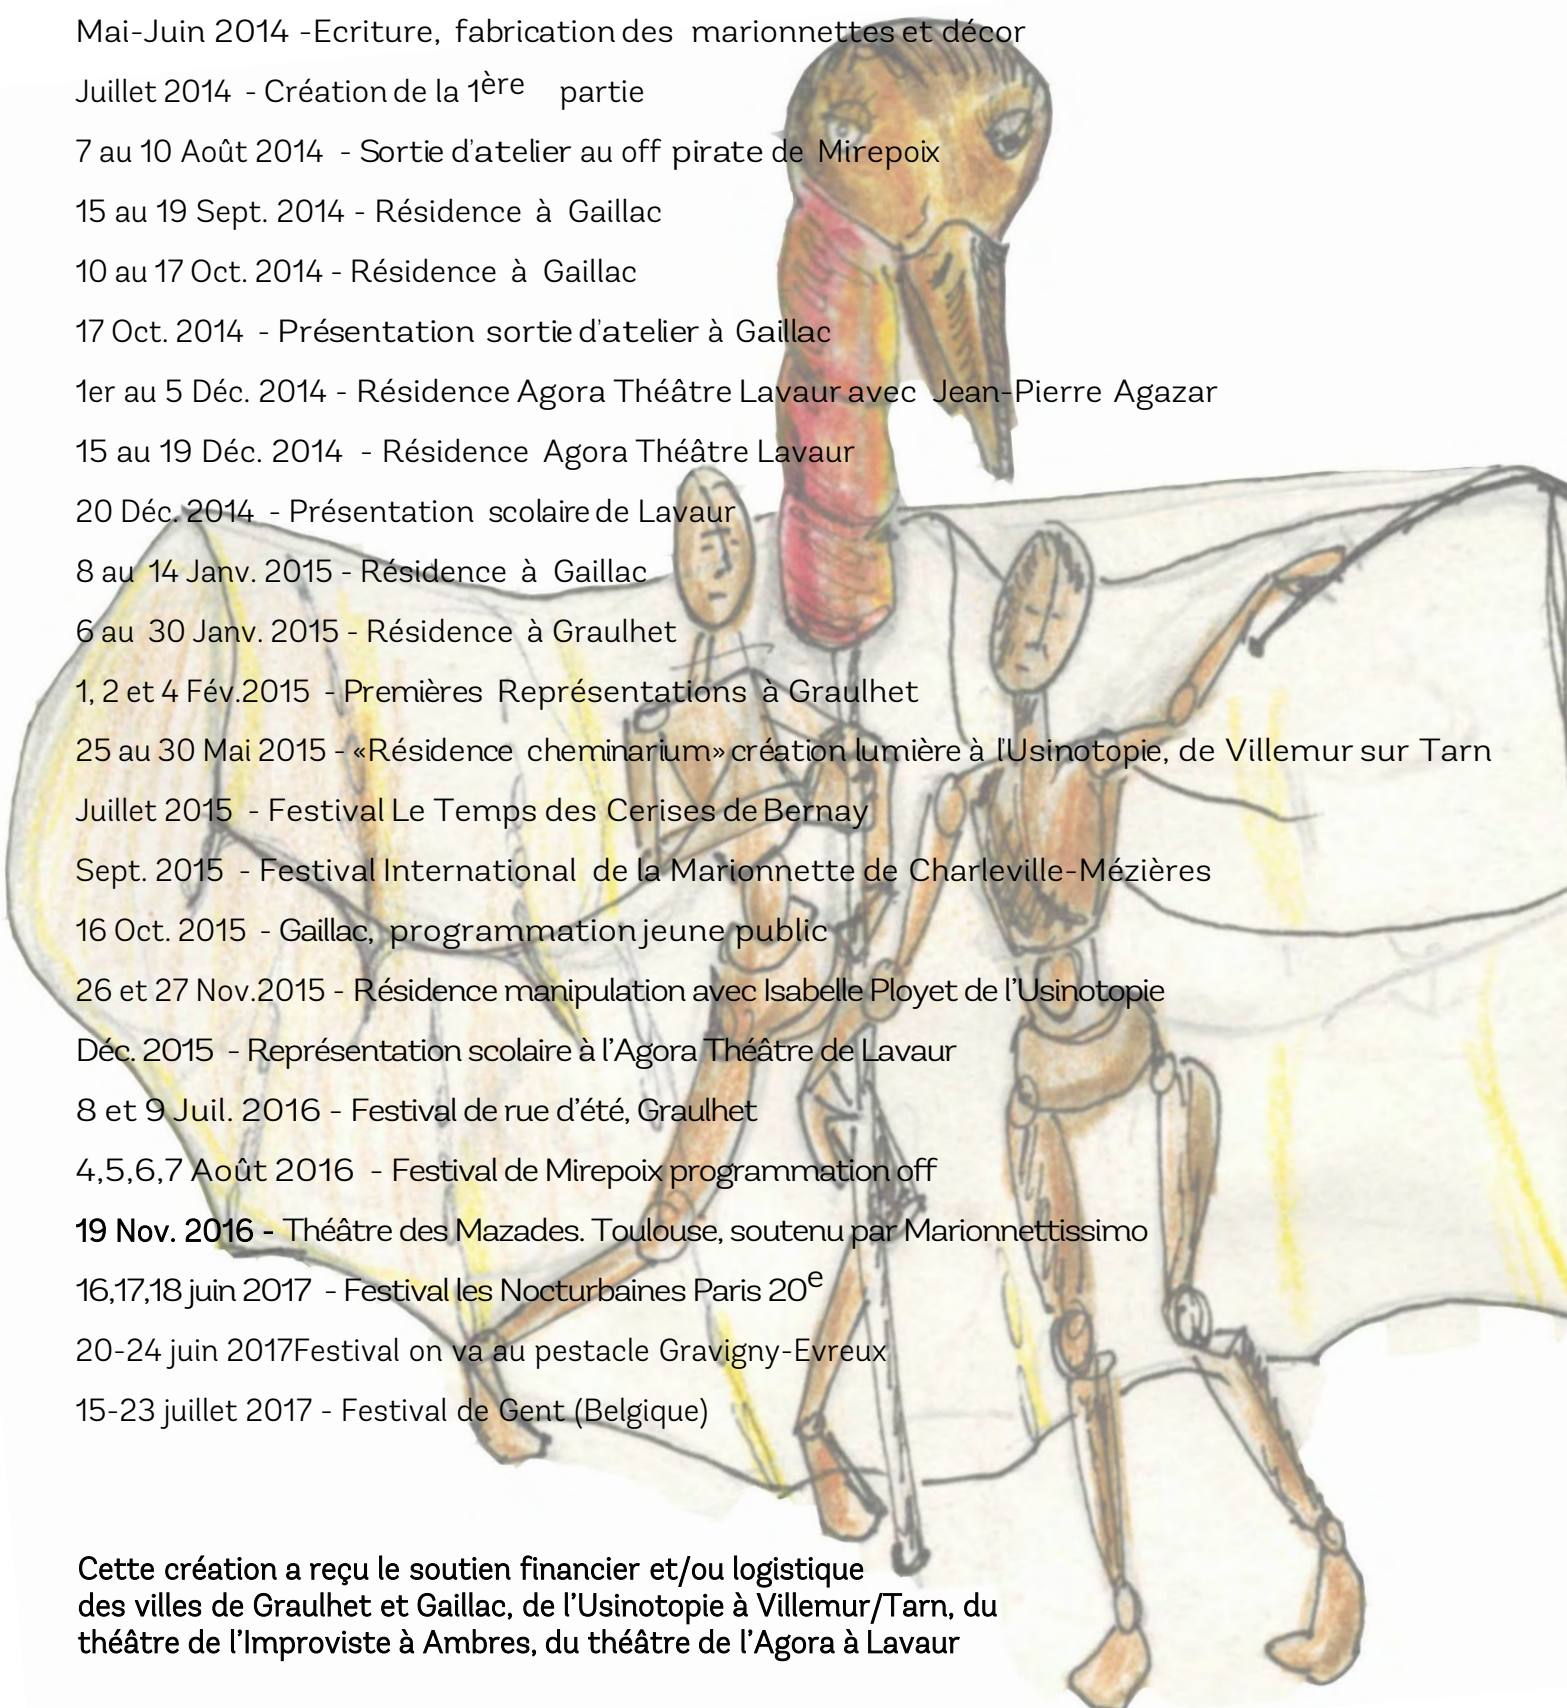 Mai-Juin 2014 -Ecriture, fabrication des marionnettes et décor
Juillet 2014 - Création de la 1ère partie
7 au 10 Août 2014 - Sortie d'atelier au off pirate de Mirepoix
15 au 19 Sept. 2014 - Résidence à Gaillac
10 au 17 Oct. 2014 - Résidence à Gaillac
17 Oct. 2014 - Présentation sortie d'atelier à Gaillac
1er au 5 Déc. 2014 - Résidence Agora Théâtre Lavaur avec Jean-Pierre Agazar
15 au 19 Déc. 2014 - Résidence Agora Théâtre Lavaur
20 Déc. 2014 - Présentation scolaire de Lavaur
8 au 14 Janv. 2015 - Résidence à Gaillac
6 au 30 Janv. 2015 - Résidence à Graulhet
1, 2 et 4 Fév.2015 - Premières Représentations à Graulhet
25 au 30 Mai 2015 - «Résidence cheminarium» création lumière à l'Usinotopie, de Villemur sur Tarn
Juillet 2015 - Festival Le Temps des Cerises de Bernay
Sept. 2015 - Festival International de la Marionnette de Charleville-Mézières
16 Oct. 2015 - Gaillac, programmation jeune public
26 et 27 Nov.2015 - Résidence manipulation avec Isabelle Ployet de l'Usinotopie
Déc. 2015 - Représentation scolaire à l'Agora Théâtre de Lavaur
8 et 9 Juil. 2016 - Festival de rue d'été, Graulhet
4,5,6,7 Août 2016 - Festival de Mirepoix programmation off
19 Nov. 2016 - Théâtre des Mazades. Toulouse, soutenu par Marionnettissimo
16,17,18 juin 2017 - Festival les Nocturbaines Paris 20e
20-24 juin 2017Festival on va au pestacle Gravigny-Evreux
15-23 juillet 2017 - Festival de Gent (Belgique)
Cette création a reçu le soutien financier et/ou logistique
des villes de Graulhet et Gaillac, de l'Usinotopie à Villemur/Tarn, du
théâtre de l'Improviste à Ambres, du théâtre de l'Agora à Lavaur